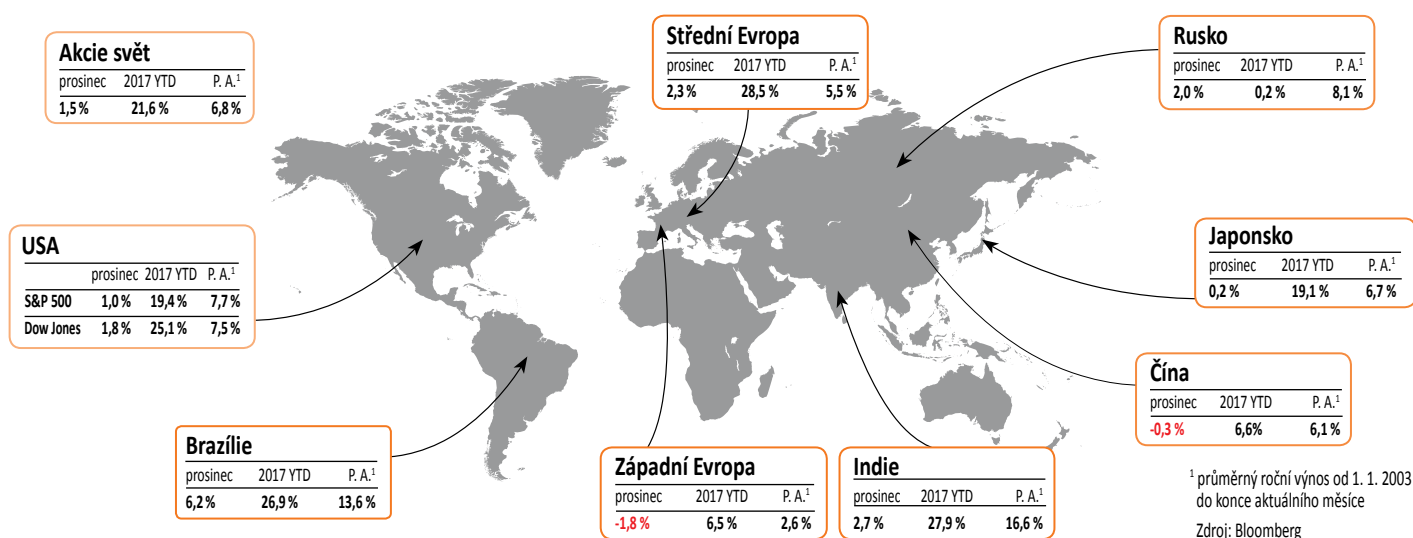 Akcie svět
prosinec 2017 YTD P. A.¹
1,5 % 21,6 % 6,8 %
Střední Evropa
prosinec 2017 YTD P. A.¹
2,3 % 28,5 % 5,5 %
Rusko
prosinec 2017 YTD P. A.¹
2,0 % 0,2 % 8,1 %
USA
prosinec 2017 YTD P. A.¹
S&P 500 1,0 % 19,4 % 7,7 %
Dow Jones 1,8 % 25,1 % 7,5 %
Japonsko
prosinec 2017 YTD P. A.¹
0,2 % 19,1 % 6,7 %
Čína
prosinec 2017 YTD P. A.¹
-0,3 % 6,6% 6,1 %
Brazílie
prosinec 2017 YTD P. A.¹
6,2 % 26,9 % 13,6 %
Západní Evropa
prosinec 2017 YTD P. A.¹
-1,8 % 6,5 % 2,6 %
Indie
prosinec 2017 YTD P. A.¹
2,7 % 27,9 % 16,6 %
¹ průměrný roční výnos od 1. 1. 2003
do konce aktuálního měsíce
Zdroj: Bloomberg